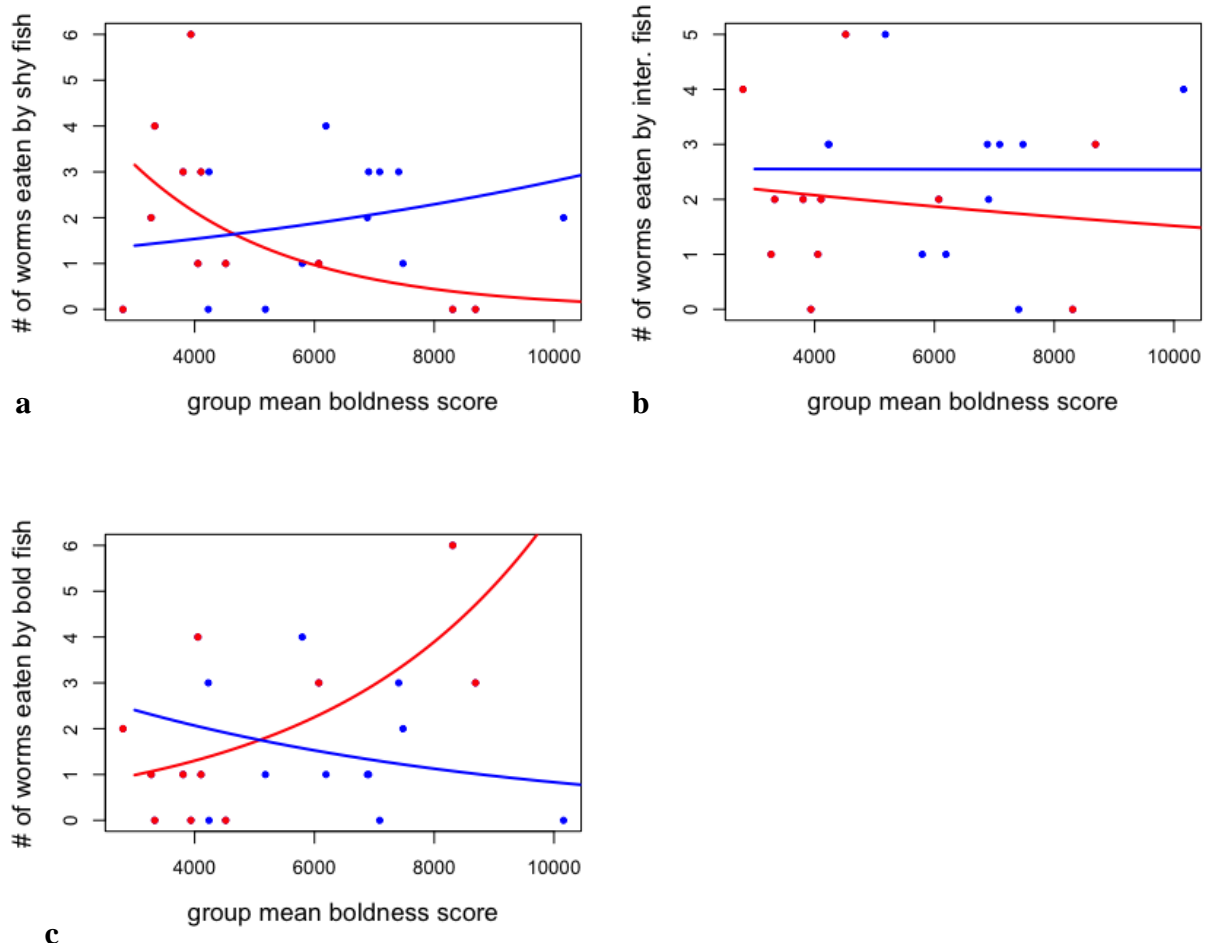 # of worms eaten by shy fish
6
5
4
3
2
1
0
4000 6000 8000 10000
group mean boldness score
a
# of worms eaten by inter. fish
5
4
3
2
1
0
4000 6000 8000 10000
group mean boldness score
b
# of worms eaten by bold fish
6
5
4
3
2
1
0
4000 6000 8000 10000
group mean boldness score
c